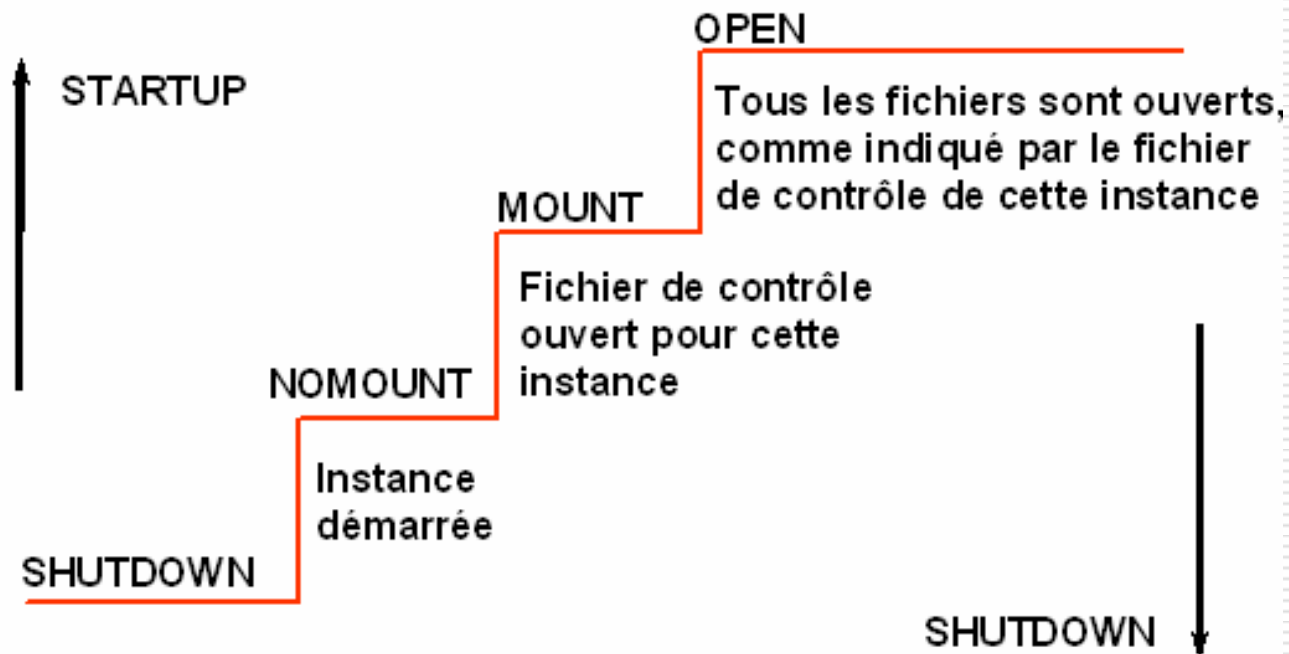 OPEN
STARTUP
Tous les fichiers sont ouverts,
comme indiqué par le fichier
de contrôle de cette instance
MOUNT
Fichier de contrôle
ouvert pour cette
instance
NOMOUNT
Instance
démarrée
SHUTDOWN
SHUTDOWN